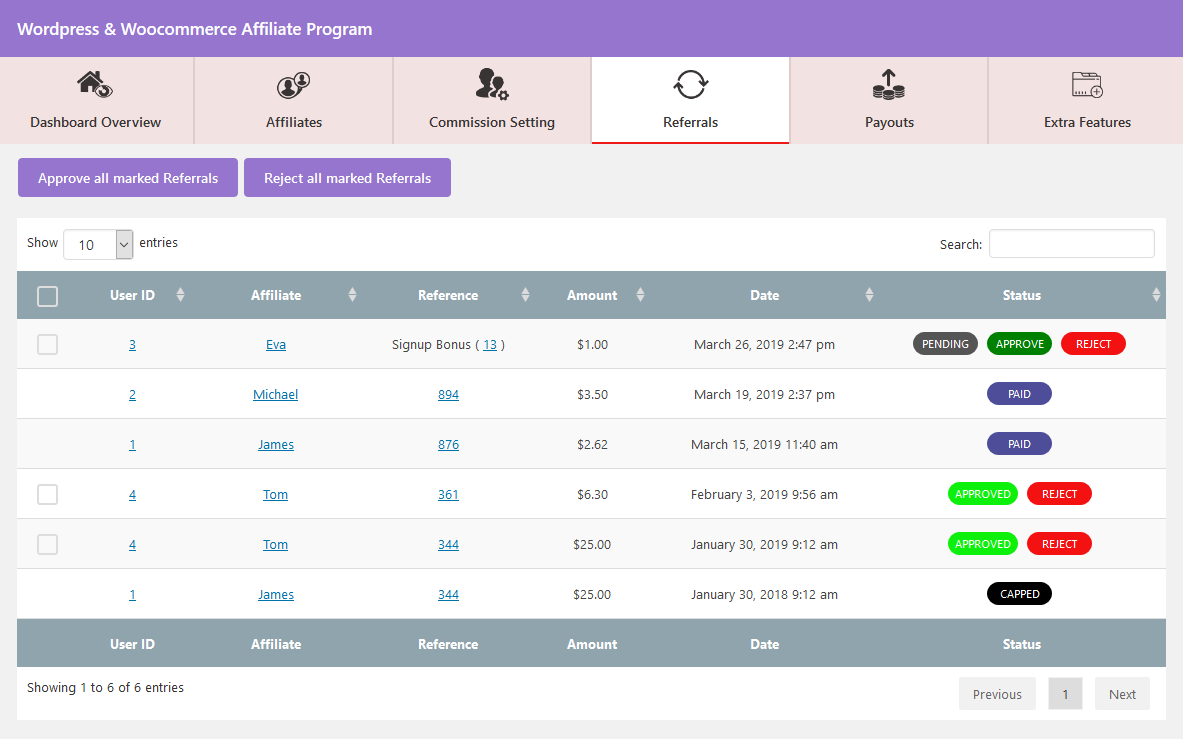 Wordpress & Woocommerce Affiliate Program
Dashboard Overview Affiliates Commission Setting Referrals Payouts Extra Features
Approve all marked Referrals Reject all marked Referrals
Show 10 entries Search:
User ID Affiliate Reference Amount Date Status
3 Eva Signup Bonus ( 13 ) $1.00 March 26, 2019 2:47 pm PENDING APPROVE REJECT
2 Michael 894 $3.50 March 19, 2019 2:37 pm PAID
1 James 876 $2.62 March 15, 2019 11:40 am PAID
4 Tom 361 $6.30 February 3, 2019 9:56 am APPROVED REJECT
4 Tom 344 $25.00 January 30, 2019 9:12 am APPROVED REJECT
1 James 344 $25.00 January 30, 2018 9:12 am CAPPED
User ID Affiliate Reference Amount Date Status
Showing 1 to 6 of 6 entries Previous 1 Next